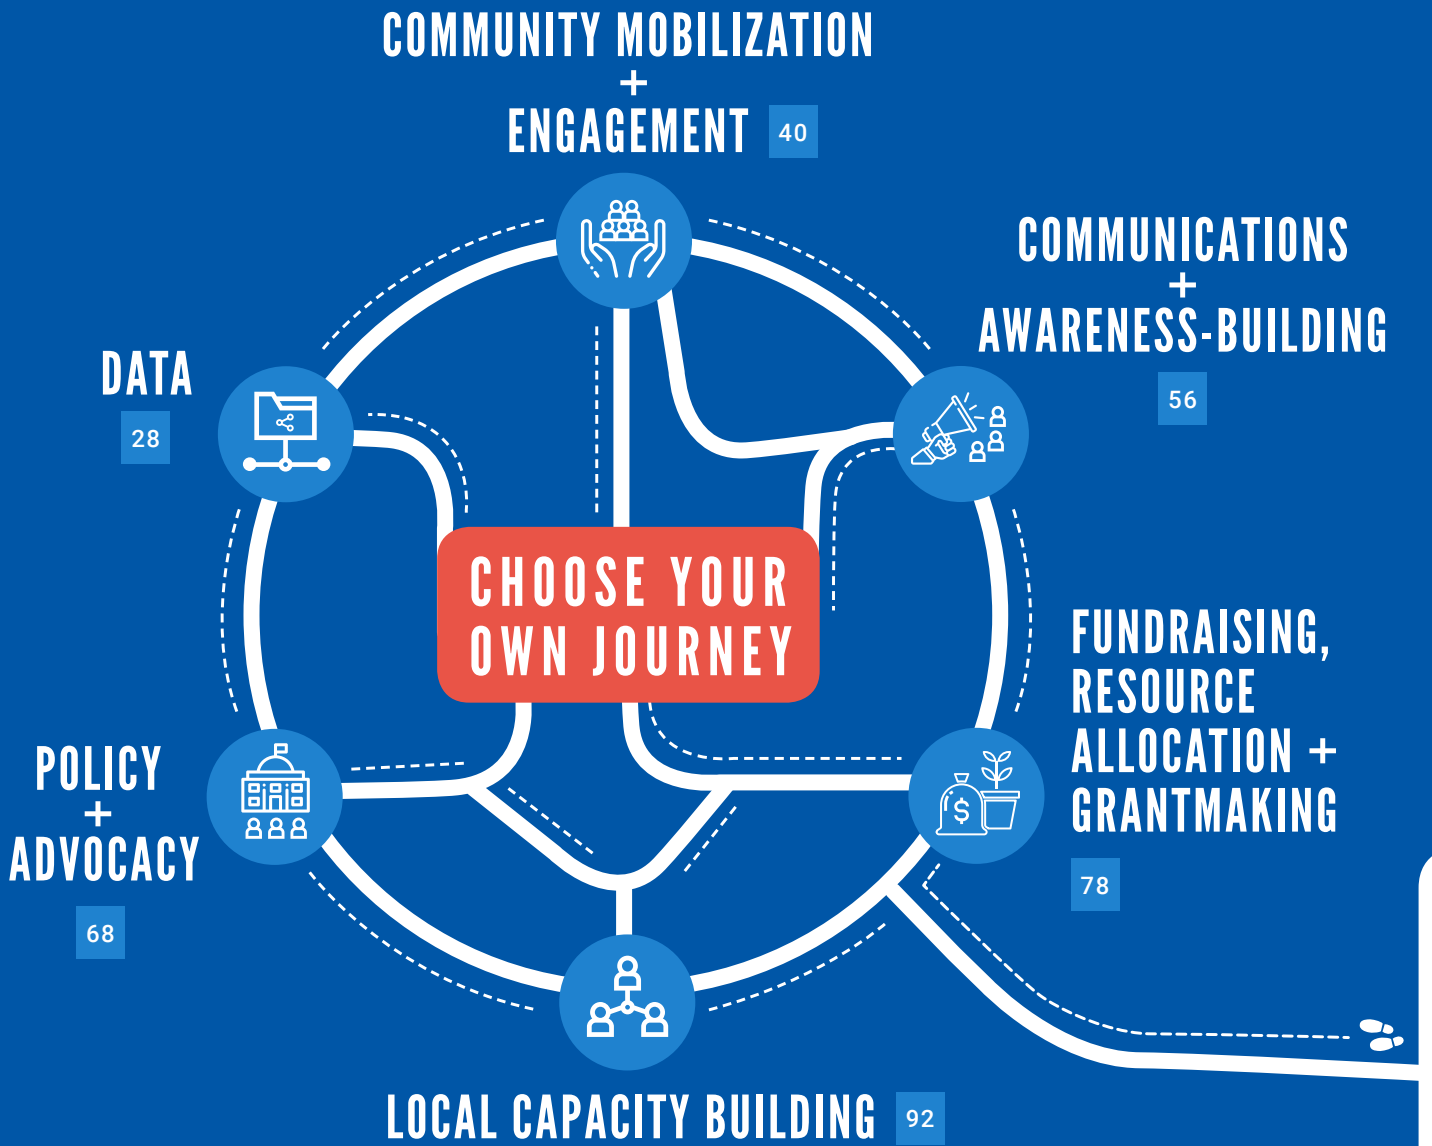 COMMUNITY MOBILIZATION
+
ENGAGEMENT 40
COMMUNICATIONS
+
AWARENESS-BUILDING
56
DATA
28
CHOOSE YOUR
OWN JOURNEY
FUNDRAISING,
RESOURCE
ALLOCATION +
GRANTMAKING
78
POLICY
+
ADVOCACY
68
$
LOCAL CAPACITY BUILDING 92